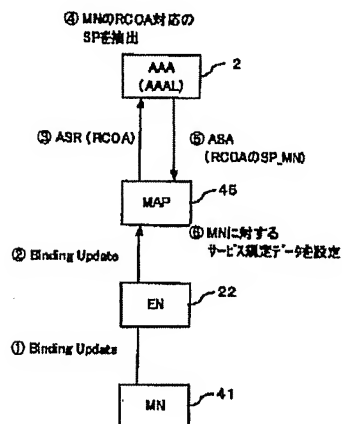 ④ MNのRCOA対応の
SPを抽出
AAA
(AAAL)
2
③ ASR (RCOA)
⑤ ASA
(RCOAのSP_MN)
MAP
45
⑥ MNに対する
サービス規定データを設定
② Binding Update
EN
22
① Binding Update
MN
41